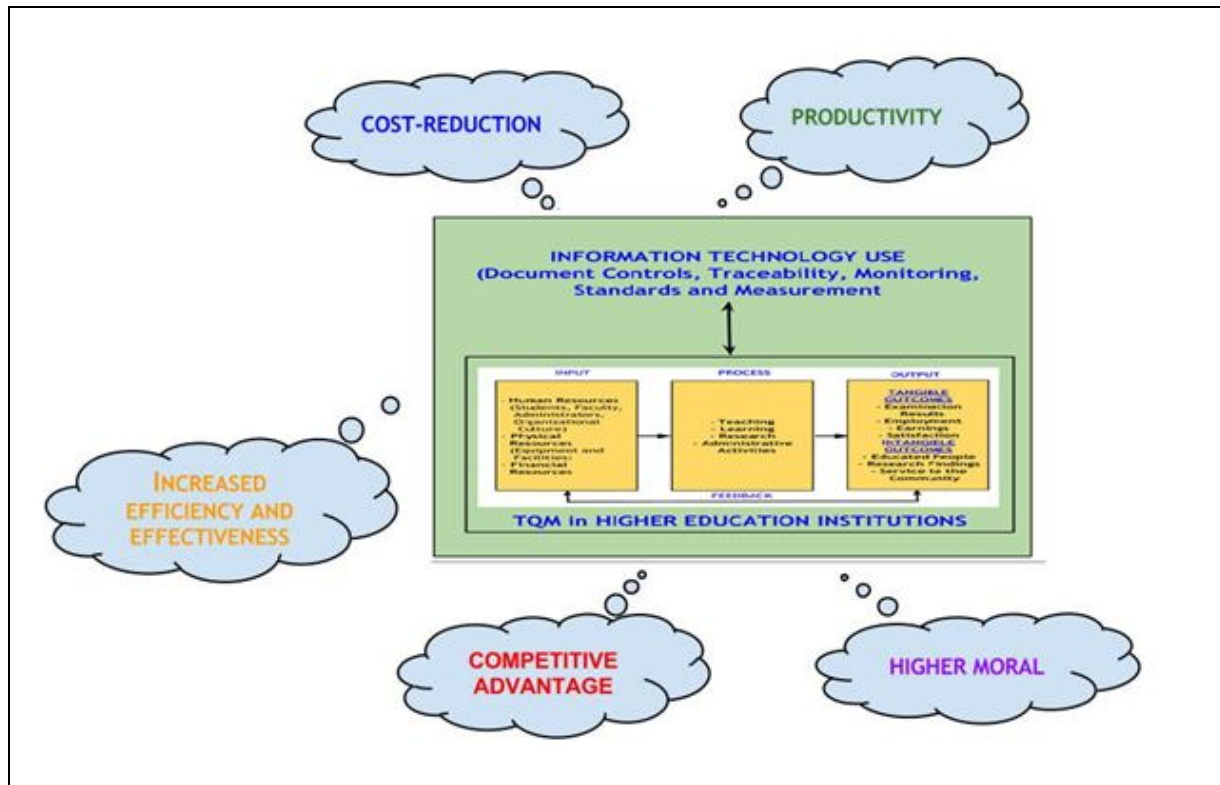 COST-REDUCTION
PRODUCTIVITY
INFORMATION TECHNOLOGY USE
(Document Controls, Traceability, Monitoring,
Standards and Measurement
INPUT
- Human Resources
(Students, Faculty,
Administrators,
Organizational
Culture)
- Physical
Resources
(Equipment and
Facilities)
- Financial
Resources
PROCESS
- Teaching
- Learning
- Research
- Administrative
Activities
OUTPUT
TANGIBLE
OUTCOMES
- Examination
Results
- Employment
- Earnings
- Satisfaction
INTANGIBLE
OUTCOMES
- Educated People
- Research Findings
- Service to the
Community
FEEDBACK
TQM in HIGHER EDUCATION INSTITUTIONS
INCREASED
EFFICIENCY AND
EFFECTIVENESS
COMPETITIVE
ADVANTAGE
HIGHER MORAL